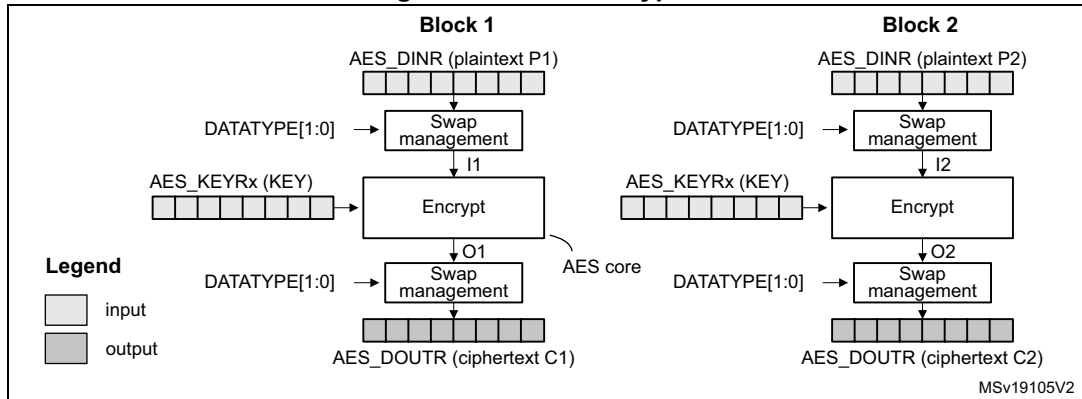 Block 1
AES_DINR (plaintext P1)
DATATYPE[1:0]
Swap
management
I1
AES_KEYRx (KEY)
Encrypt
O1
AES core
DATATYPE[1:0]
Swap
management
AES_DOUTR (ciphertext C1)
Block 2
AES_DINR (plaintext P2)
DATATYPE[1:0]
Swap
management
I2
AES_KEYRx (KEY)
Encrypt
O2
DATATYPE[1:0]
Swap
management
AES_DOUTR (ciphertext C2)
Legend
input
output
MSv19105V2